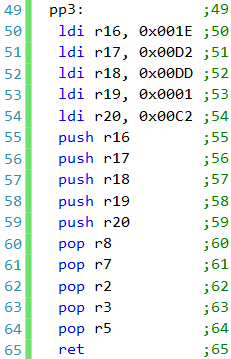 49 pp3: ;49
50 ldi r16, 0x001E ;50
51 ldi r17, 0x00D2 ;51
52 ldi r18, 0x00DD ;52
53 ldi r19, 0x0001 ;53
54 ldi r20, 0x00C2 ;54
55 push r16 ;55
56 push r17 ;56
57 push r18 ;57
58 push r19 ;58
59 push r20 ;59
60 pop r8 ;60
61 pop r7 ;61
62 pop r2 ;62
63 pop r3 ;63
64 pop r5 ;64
65 ret ;65